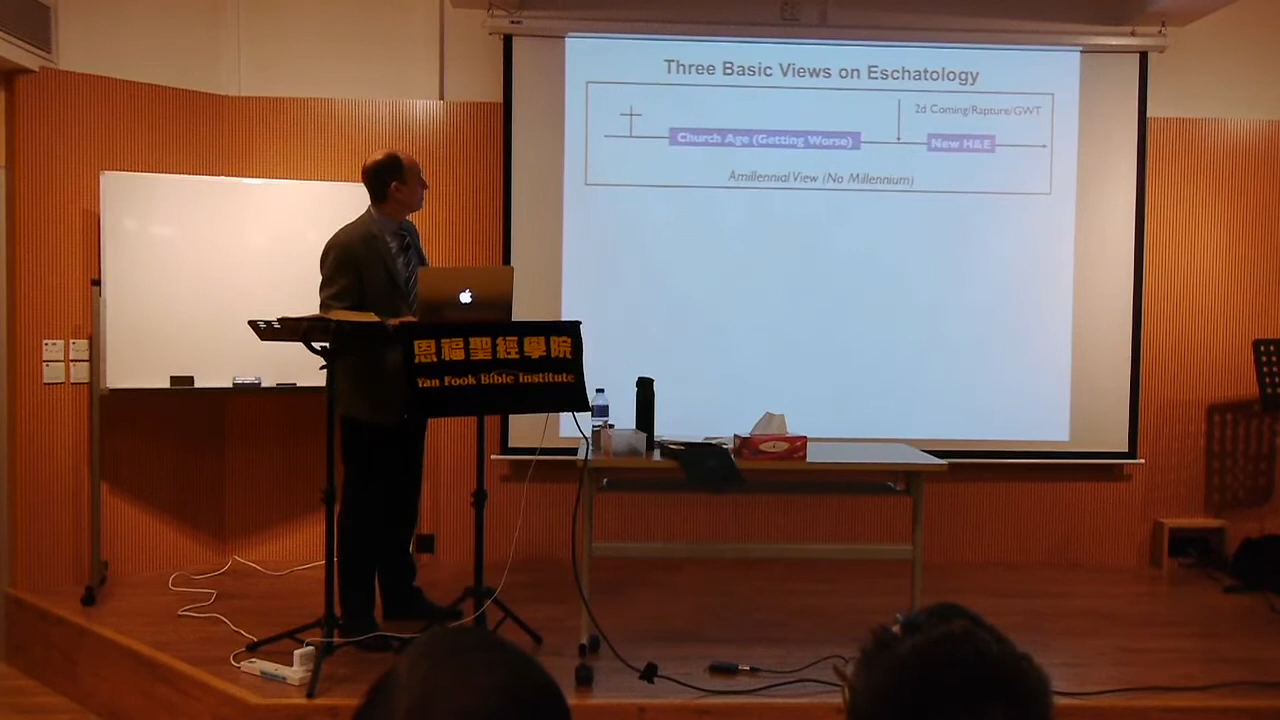 Three Basic Views on Eschatology
2d Coming/Rapture/GWT
Church Age (Getting Worse)
New H&E
Amillennial View (No Millennium)
恩福聖經學院
Yan Fook Bible Institute